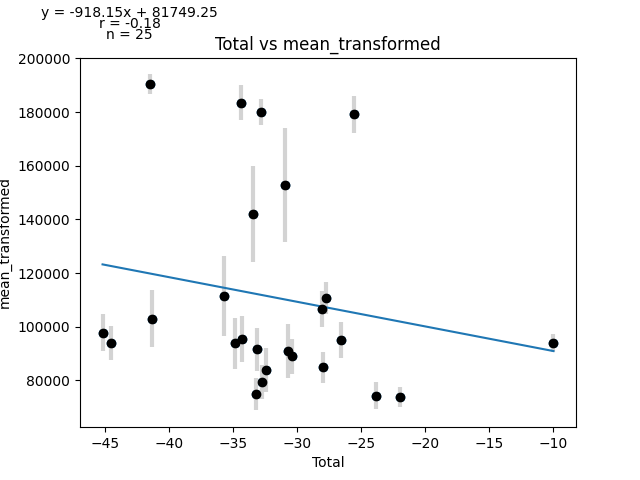 y = -918.15x + 81749.25
r = -0.18
n = 25
Total vs mean_transformed
200000
180000
160000
140000
120000
100000
80000
mean_transformed
−45
−40
−35
−30
−25
−20
−15
−10
Total